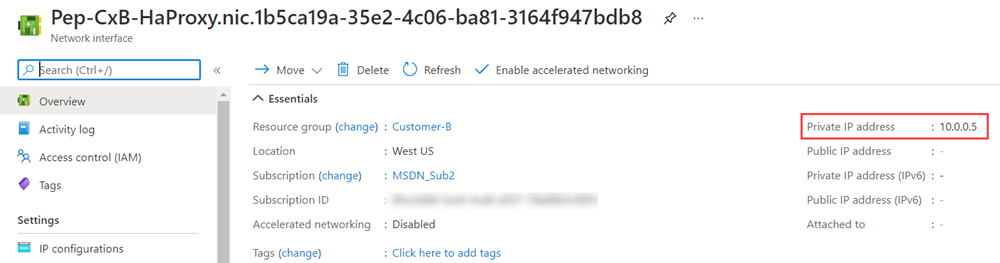 Pep-CxB-HaProxy.nic.1b5ca19a-35e2-4c06-ba81-3164f947bdb8 ...
Network interface
Search (Ctrl+/) «
Overview
Activity log
Access control (IAM)
Tags
Settings
IP configurations
Move Delete Refresh Enable accelerated networking
Essentials
Resource group (change) : Customer-B
Location : West US
Subscription (change) : MSDN_Sub2
Subscription ID :
Accelerated networking : Disabled
Tags (change) : Click here to add tags
Private IP address : 10.0.0.5
Public IP address : -
Private IP address (IPv6) : -
Public IP address (IPv6) : -
Attached to : -